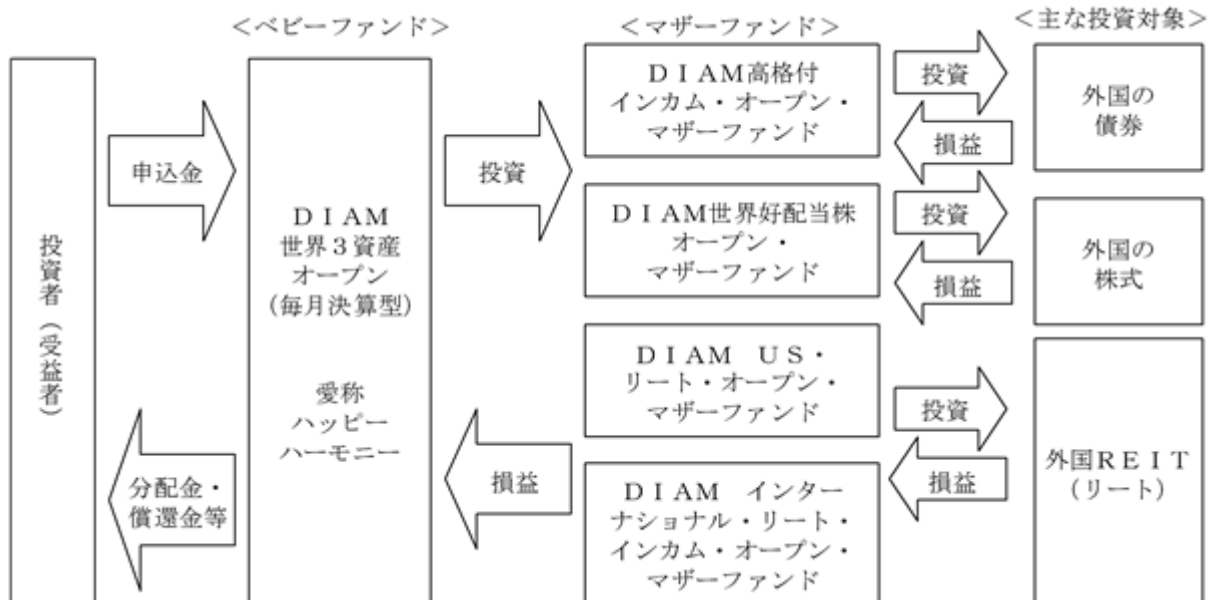 ＜ベビーファンド＞
＜マザーファンド＞
＜主な投資対象＞
投資者（受益者）
申込金
分配金・
償還金等
ＤＩＡＭ
世界３資産
オープン
（毎月決算型）
愛称
ハッピー
ハーモニー
投資
損益
ＤＩＡＭ高格付
インカム・オープン・
マザーファンド
投資
損益
外国の
債券
ＤＩＡＭ世界好配当株
オープン・
マザーファンド
投資
損益
外国の
株式
ＤＩＡＭ　ＵＳ・
リート・オープン・
マザーファンド
ＤＩＡＭ　インター
ナショナル・リート・
インカム・オープン・
マザーファンド
投資
損益
外国ＲＥＩＴ
（リート）